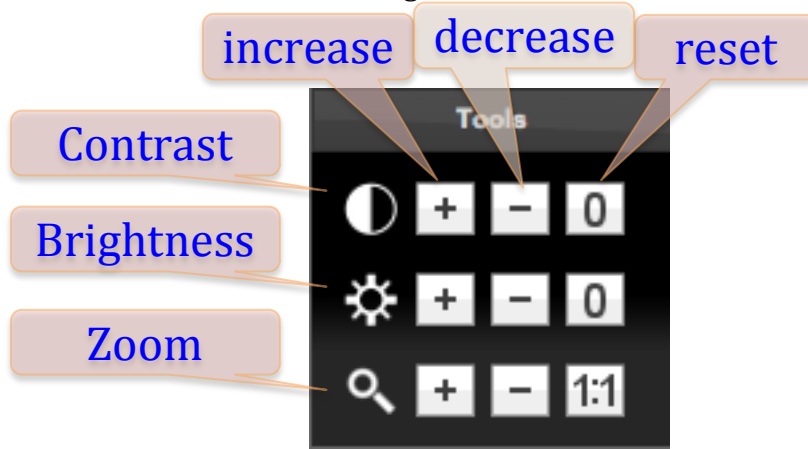 increase decrease reset
Tools
Contrast
+ - 0
Brightness
+ - 0
Zoom
+ - 1:1